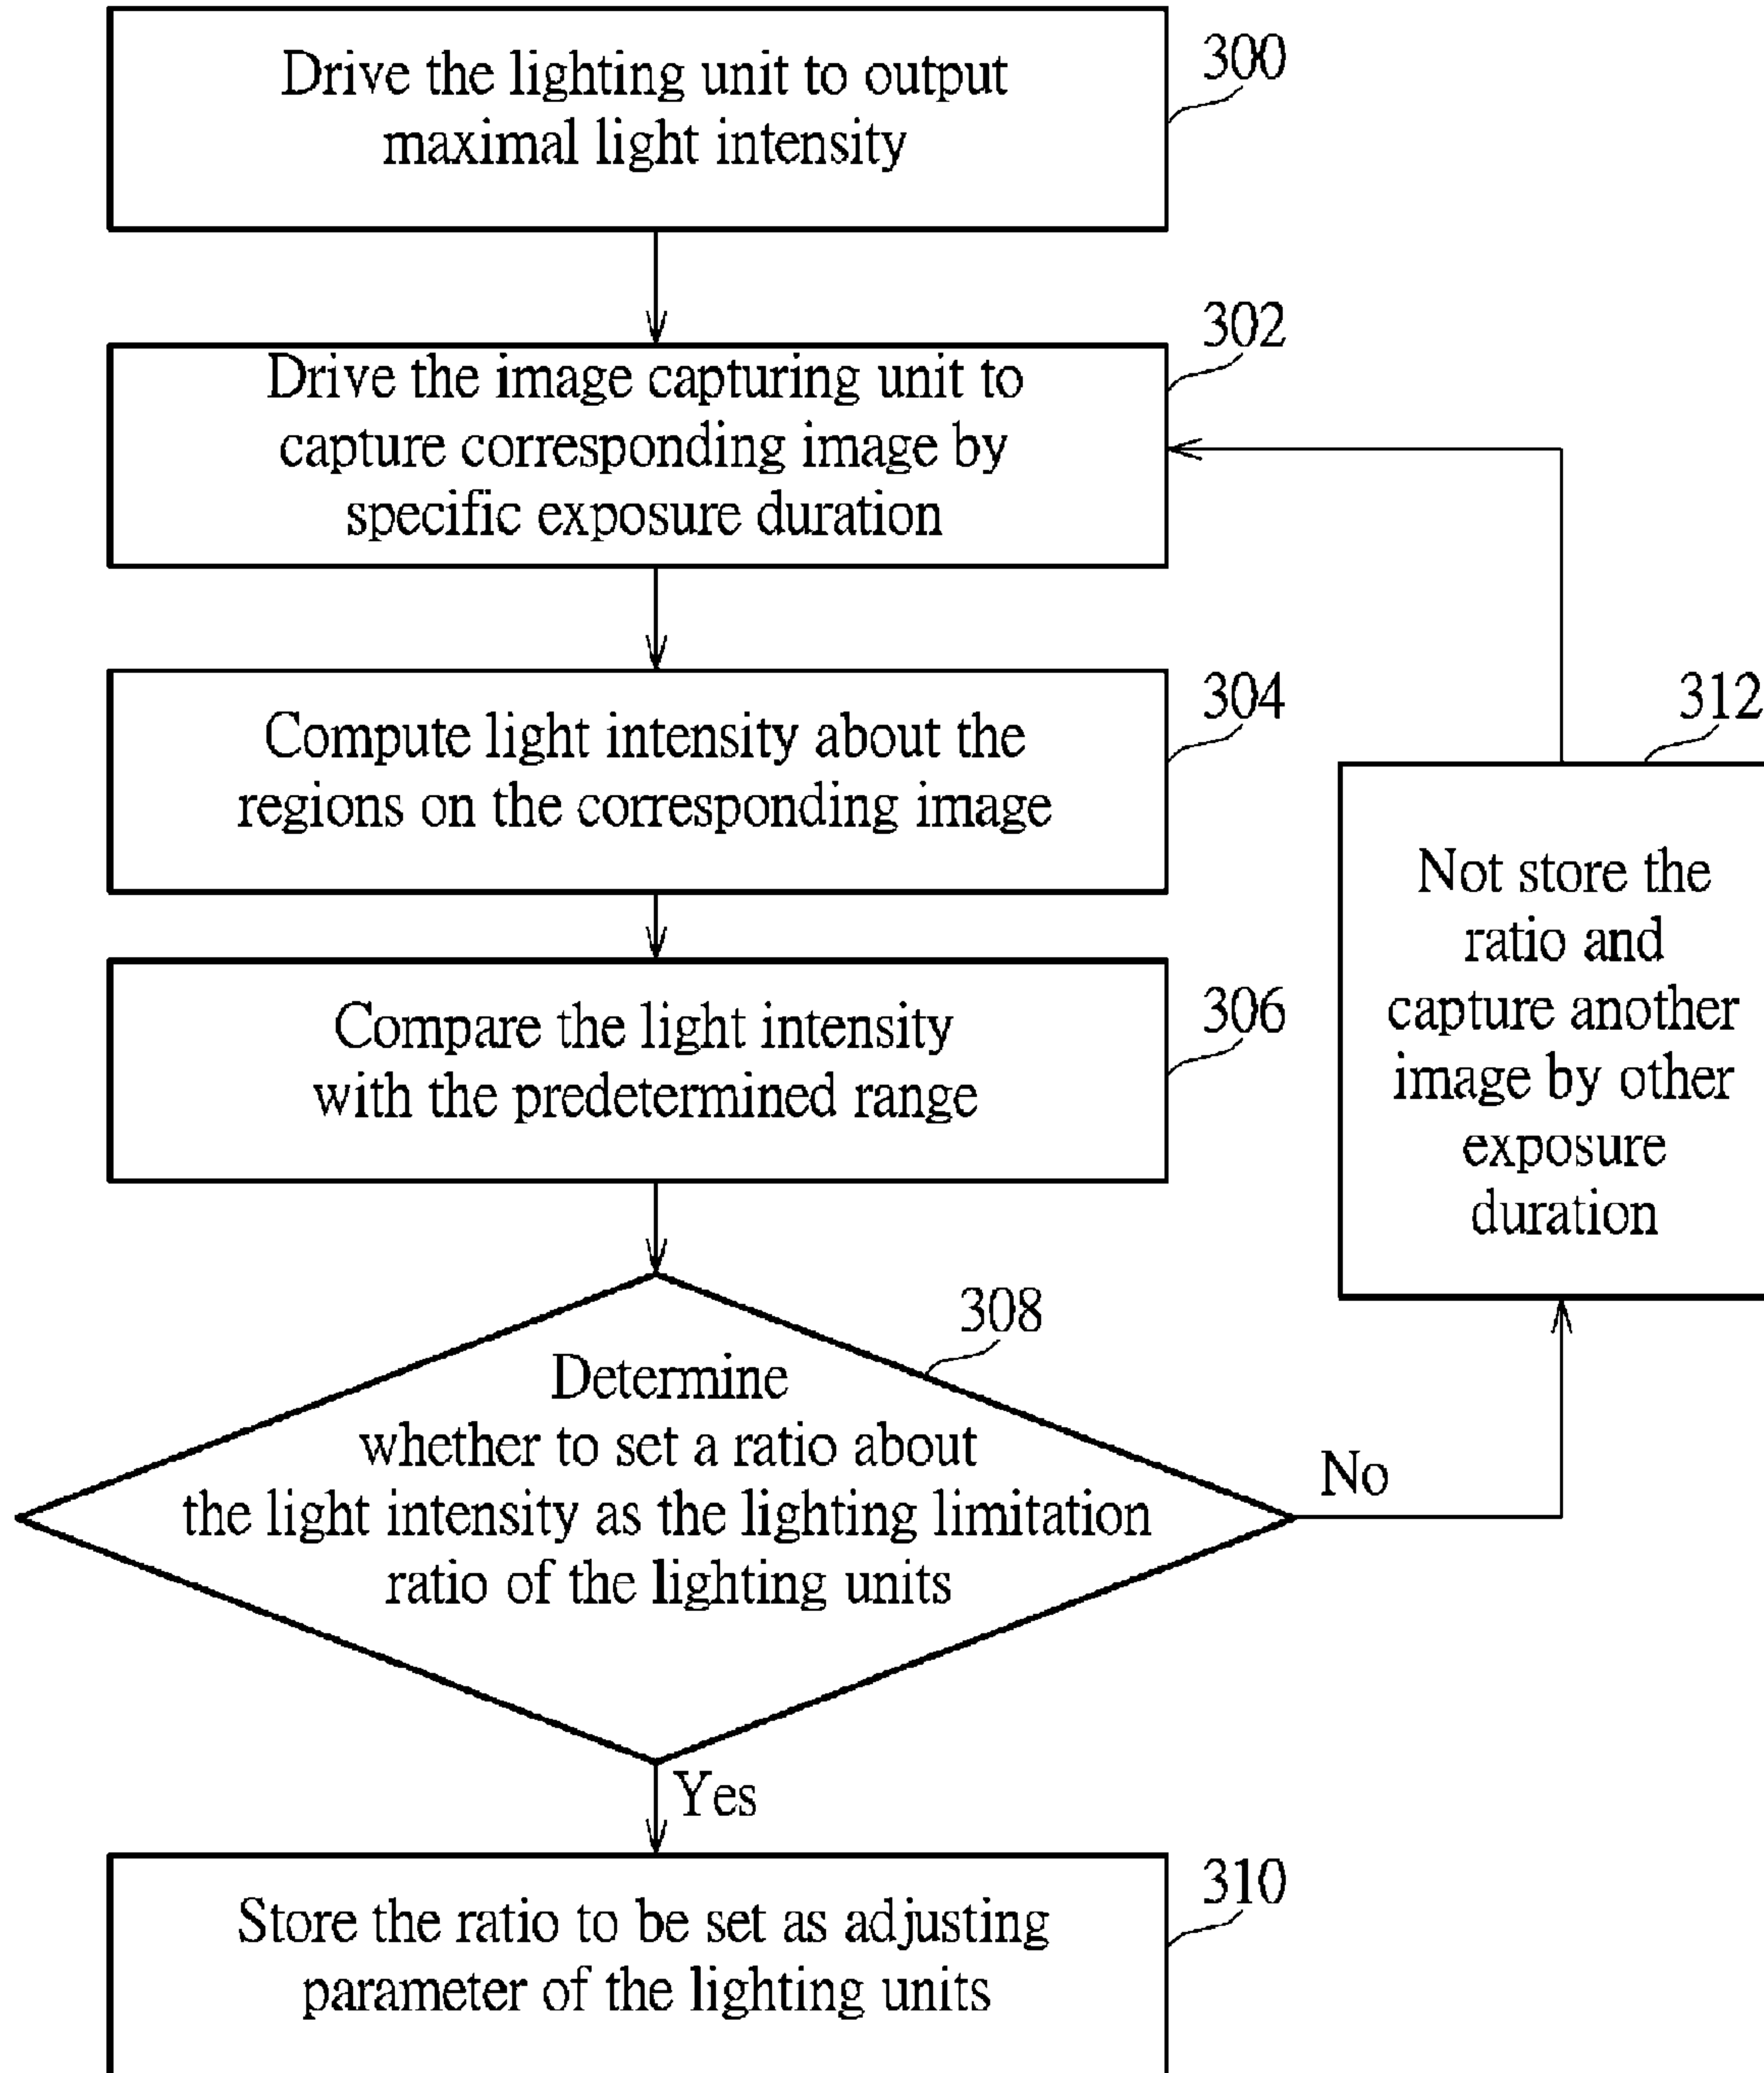 Drive the lighting unit to output
maximal light intensity
300
Drive the image capturing unit to
capture corresponding image by
specific exposure duration
302
Compute light intensity about the
regions on the corresponding image
304
Compare the light intensity
with the predetermined range
306
Determine
whether to set a ratio about
the light intensity as the lighting limitation
ratio of the lighting units
308
No
Yes
Store the ratio to be set as adjusting
parameter of the lighting units
310
312
Not store the
ratio and
capture another
image by other
exposure
duration